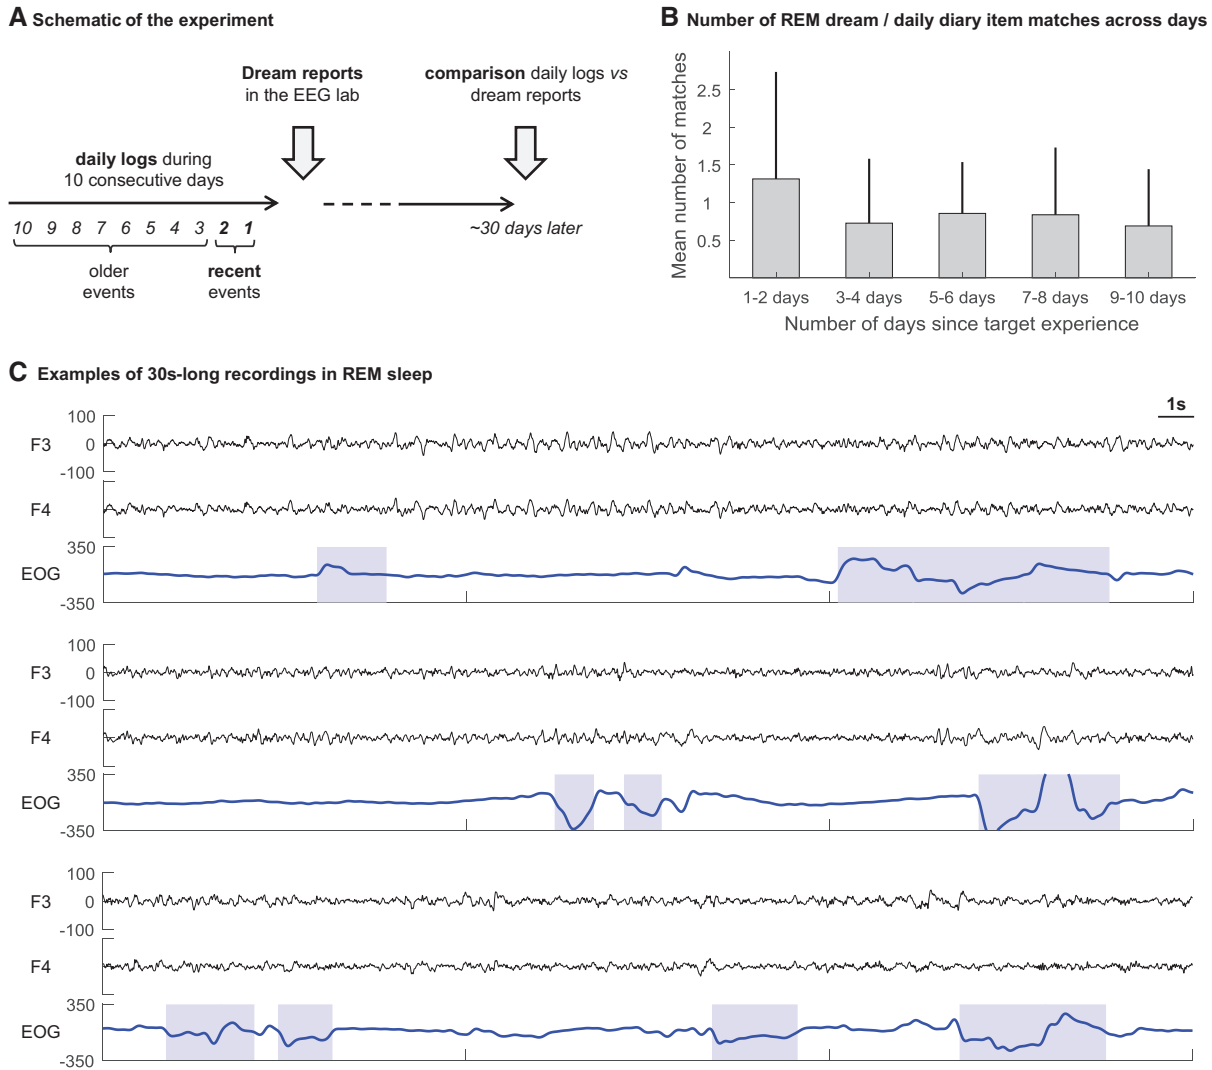 A Schematic of the experiment
Dream reports
in the EEG lab
comparison daily logs vs
dream reports
daily logs during
10 consecutive days
10 9 8 7 6 5 4 3 2 1
~30 days later
older
events
recent
events
B Number of REM dream / daily diary item matches across days
Mean number of matches
2.5
2
1.5
1
0.5
1-2 days 3-4 days 5-6 days 7-8 days 9-10 days
Number of days since target experience
C Examples of 30s-long recordings in REM sleep
1s
100
F3 0
-100
F4
350
EOG
-350
100
F3 0
-100
F4
350
EOG
-350
100
F3 0
-100
F4
350
EOG
-350